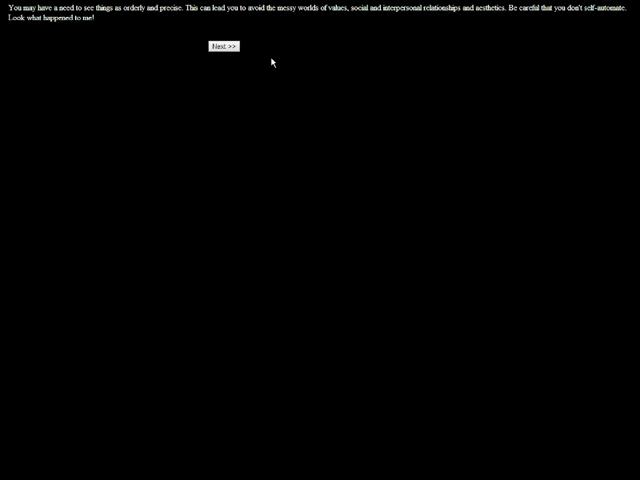 You may have a need to see things as orderly and precise. This can lead you to avoid the messy worlds of values, social and interpersonal relationships and aesthetics. Be careful that you don't self-automate.
Look what happened to me!
Next >>